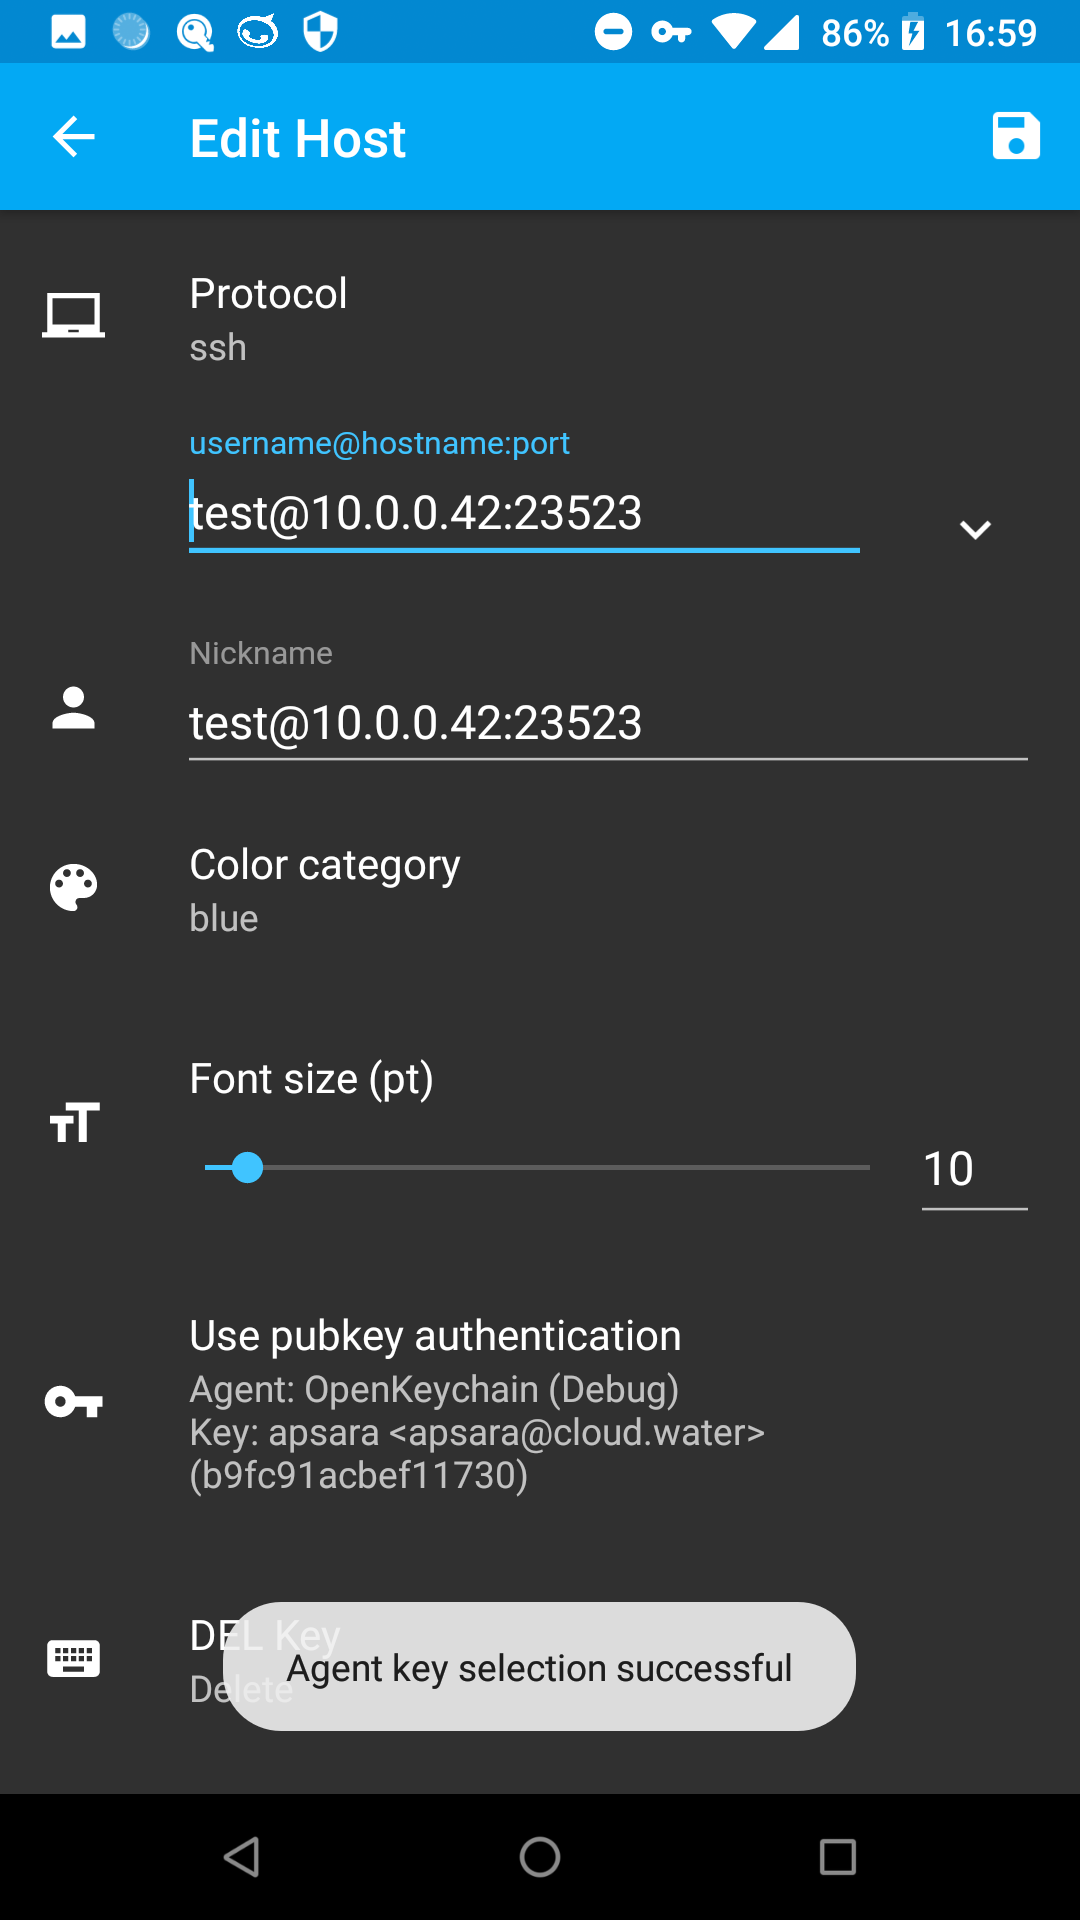 86% 16:59
Edit Host
Protocol
ssh
username@hostname:port
test@10.0.0.42:23523
Nickname
test@10.0.0.42:23523
Color category
blue
Font size (pt)
10
Use pubkey authentication
Agent: OpenKeychain (Debug)
Key: apsara <apsara@cloud.water>
(b9fc91acbef11730)
DEL Key
Agent key selection successful
Delete